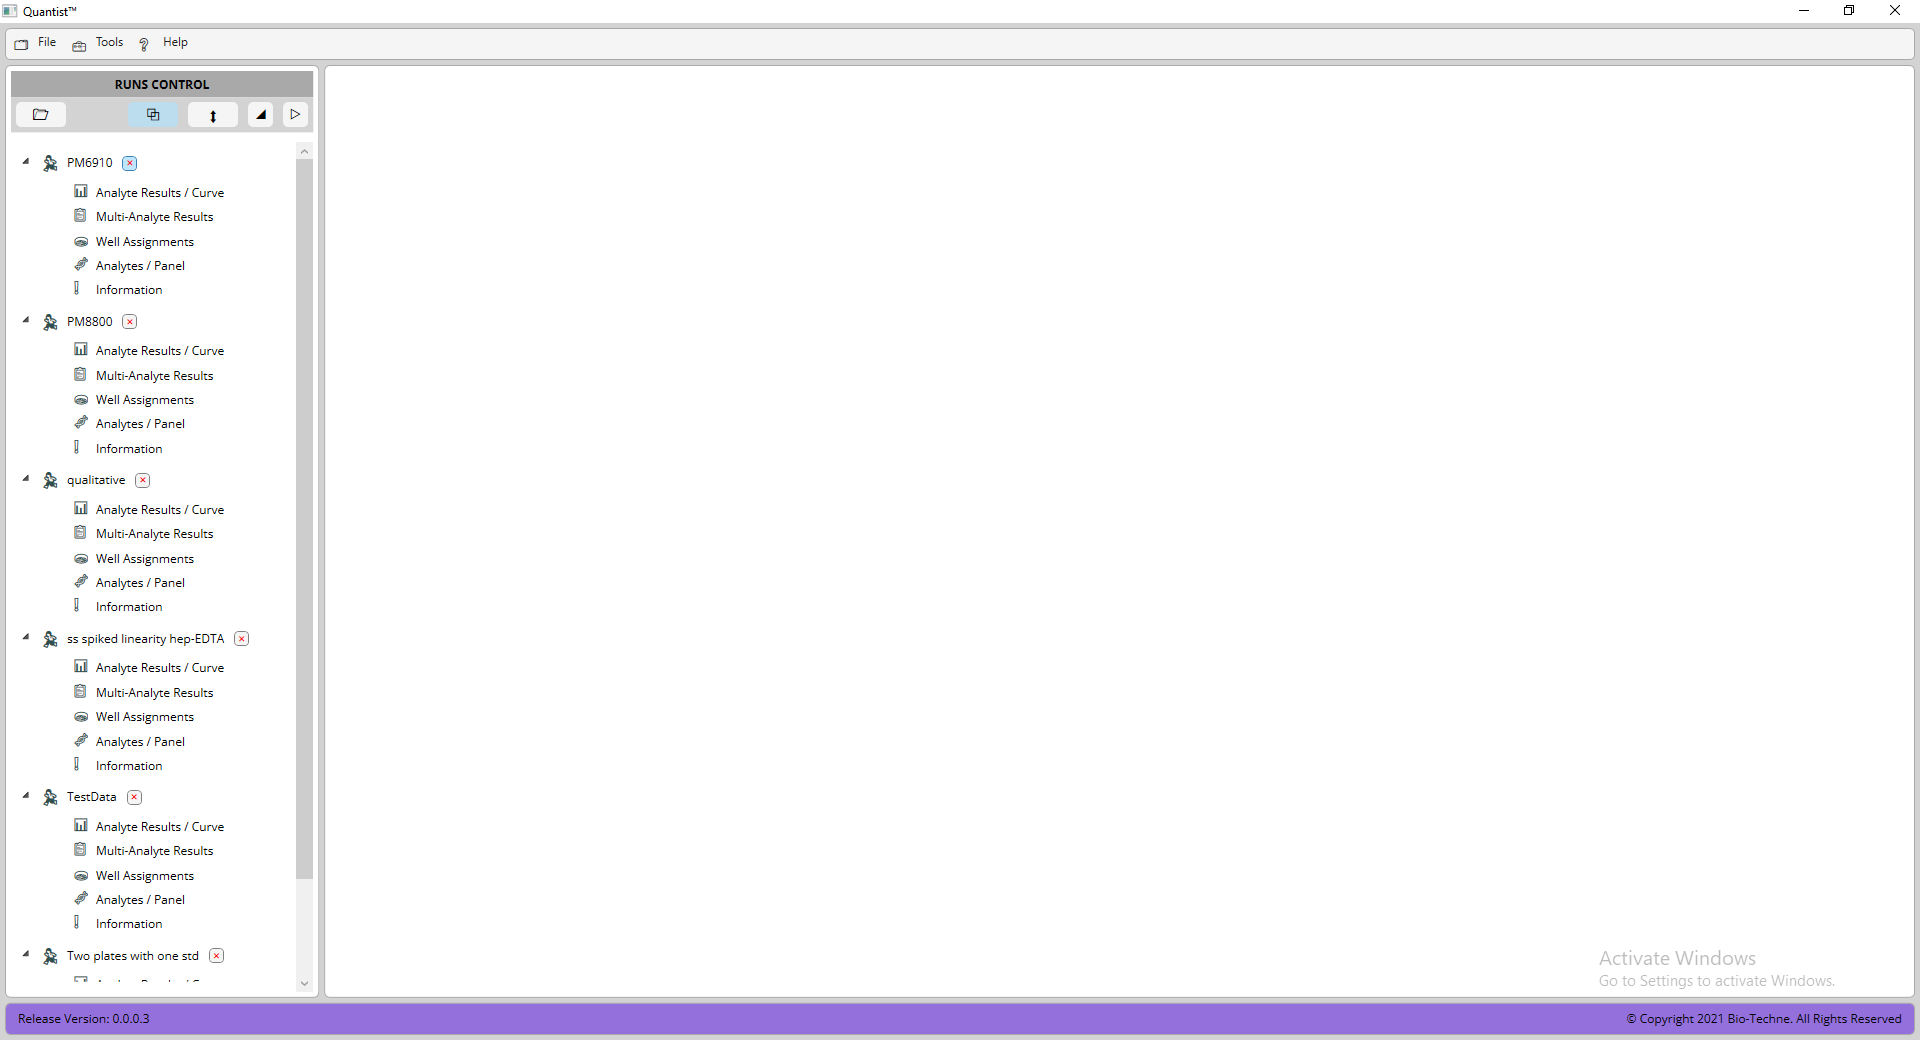 Quantist™
File Tools Help
RUNS CONTROL
PM6910
Analyte Results / Curve
Multi-Analyte Results
Well Assignments
Analytes / Panel
Information
PM8800
Analyte Results / Curve
Multi-Analyte Results
Well Assignments
Analytes / Panel
Information
qualitative
Analyte Results / Curve
Multi-Analyte Results
Well Assignments
Analytes / Panel
Information
ss spiked linearity hep-EDTA
Analyte Results / Curve
Multi-Analyte Results
Well Assignments
Analytes / Panel
Information
TestData
Analyte Results / Curve
Multi-Analyte Results
Well Assignments
Analytes / Panel
Information
Two plates with one std
Activate Windows
Go to Settings to activate Windows.
Release Version: 0.0.0.3
© Copyright 2021 Bio-Techne. All Rights Reserved